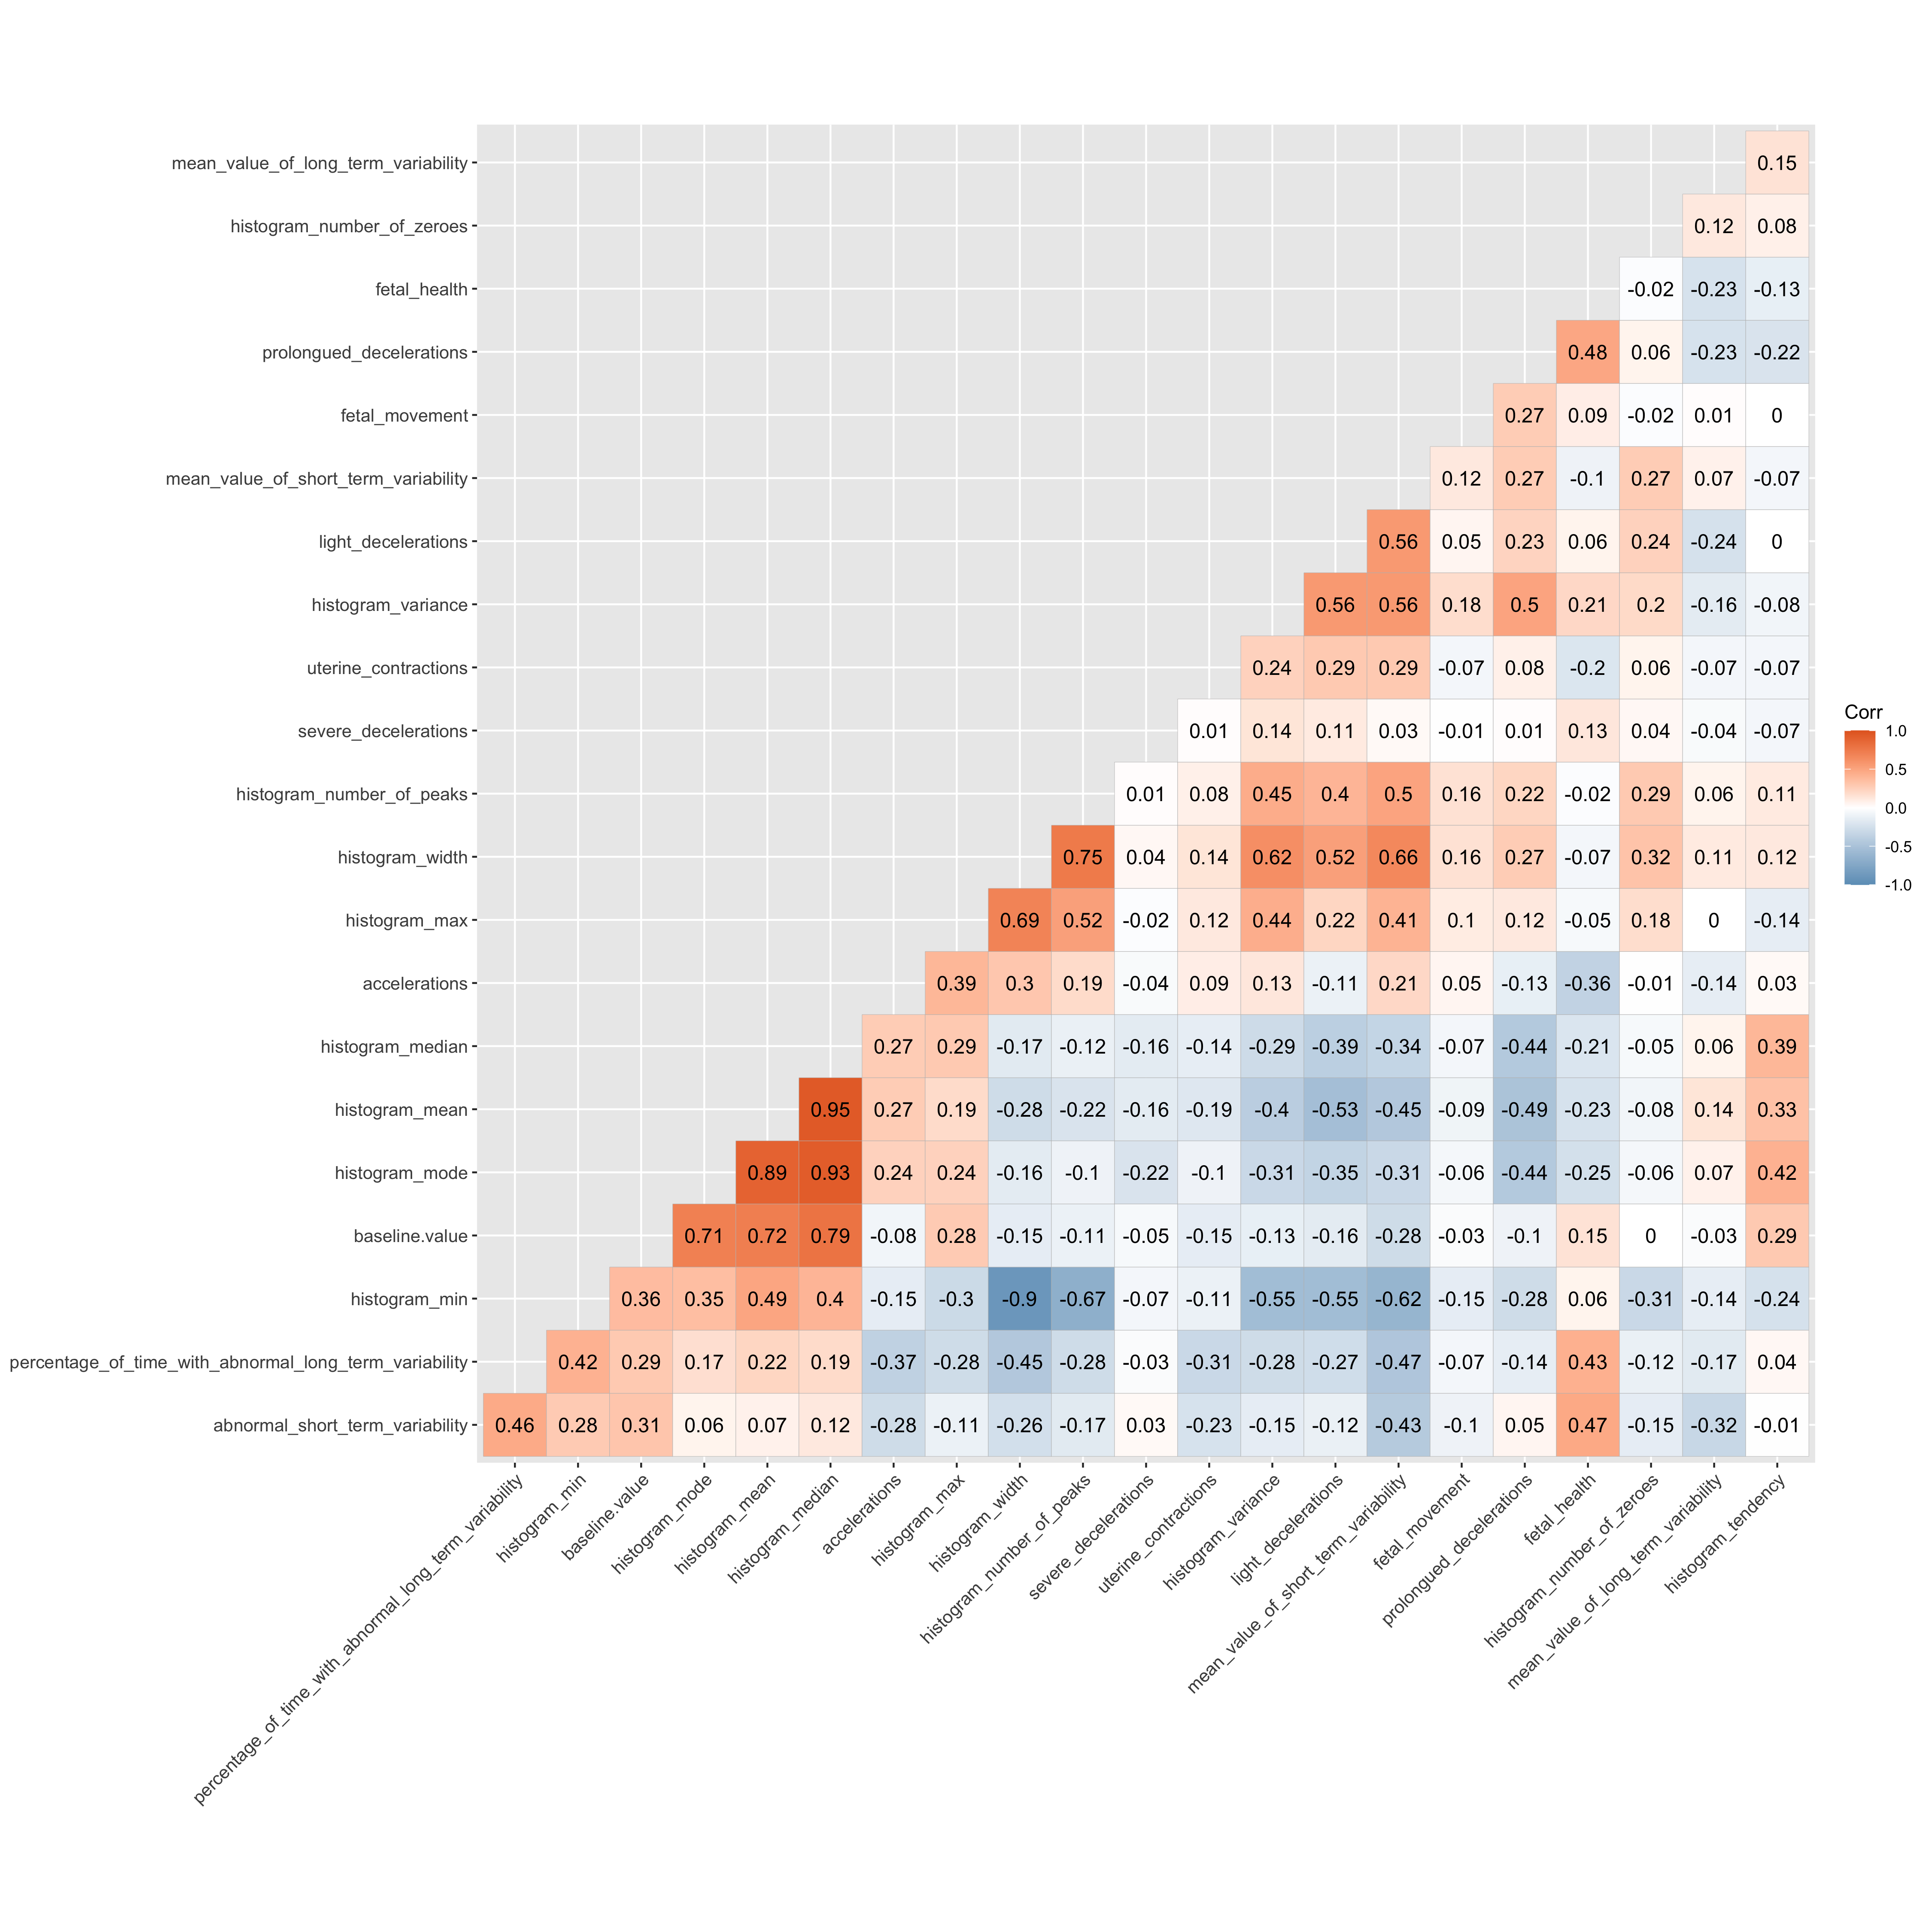 mean_value_of_long_term_variability 0.15
histogram_number_of_zeroes 0.12 0.08
fetal_health -0.02 -0.23 -0.13
prolongued_decelerations 0.48 0.06 -0.23 -0.22
fetal_movement 0.27 0.09 -0.02 0.01 0
mean_value_of_short_term_variability 0.12 0.27 -0.1 0.27 0.07 -0.07
light_decelerations 0.56 0.05 0.23 0.06 0.24 -0.24 0
histogram_variance 0.56 0.56 0.18 0.5 0.21 0.2 -0.16 -0.08
uterine_contractions 0.24 0.29 0.29 -0.07 0.08 -0.2 0.06 -0.07 -0.07
severe_decelerations 0.01 0.14 0.11 0.03 -0.01 0.01 0.13 0.04 -0.04 -0.07
histogram_number_of_peaks 0.01 0.08 0.45 0.4 0.5 0.16 0.22 -0.02 0.29 0.06 0.11
histogram_width 0.75 0.04 0.14 0.62 0.52 0.66 0.16 0.27 -0.07 0.32 0.11 0.12
histogram_max 0.69 0.52 -0.02 0.12 0.44 0.22 0.41 0.1 0.12 -0.05 0.18 0 -0.14
accelerations 0.39 0.3 0.19 -0.04 0.09 0.13 -0.11 0.21 0.05 -0.13 -0.36 -0.01 -0.14 0.03
histogram_median 0.27 0.29 -0.17 -0.12 -0.16 -0.14 -0.29 -0.39 -0.34 -0.07 -0.44 -0.21 -0.05 0.06 0.39
histogram_mean 0.95 0.27 0.19 -0.28 -0.22 -0.16 -0.19 -0.4 -0.53 -0.45 -0.09 -0.49 -0.23 -0.08 0.14 0.33
histogram_mode 0.89 0.93 0.24 0.24 -0.16 -0.1 -0.22 -0.1 -0.31 -0.35 -0.31 -0.06 -0.44 -0.25 -0.06 0.07 0.42
baseline.value 0.71 0.72 0.79 -0.08 0.28 -0.15 -0.11 -0.05 -0.15 -0.13 -0.16 -0.28 -0.03 -0.1 0.15 0 -0.03 0.29
histogram_min 0.36 0.35 0.49 0.4 -0.15 -0.3 -0.9 -0.67 -0.07 -0.11 -0.55 -0.55 -0.62 -0.15 -0.28 0.06 -0.31 -0.14 -0.24
percentage_of_time_with_abnormal_long_term_variability 0.42 0.29 0.17 0.22 0.19 -0.37 -0.28 -0.45 -0.28 -0.03 -0.31 -0.28 -0.27 -0.47 -0.07 -0.14 0.43 -0.12 -0.17 0.04
abnormal_short_term_variability 0.46 0.28 0.31 0.06 0.07 0.12 -0.28 -0.11 -0.26 -0.17 0.03 -0.23 -0.15 -0.12 -0.43 -0.1 0.05 0.47 -0.15 -0.32 -0.01
percentage_of_time_with_abnormal_long_term_variability
histogram_min
baseline.value
histogram_mode
histogram_mean
histogram_median
accelerations
histogram_max
histogram_width
histogram_number_of_peaks
severe_decelerations
uterine_contractions
histogram_variance
light_decelerations
mean_value_of_short_term_variability
fetal_movement
prolongued_decelerations
fetal_health
histogram_number_of_zeroes
mean_value_of_long_term_variability
histogram_tendency
Corr
1.0
0.5
0.0
-0.5
-1.0